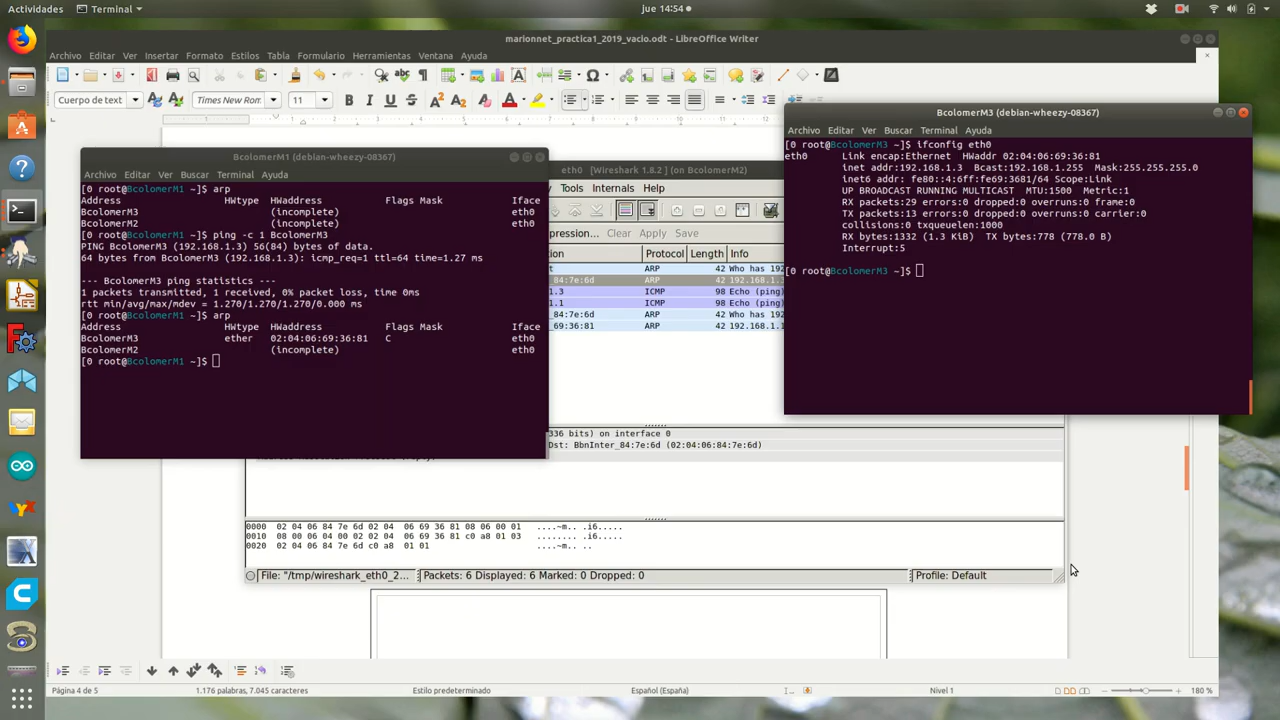 Actividades
Terminal
jue 14:54
marionnet_practica1_2019_vacio.odt - LibreOffice Writer
Archivo Editar Ver Insertar Formato Estilos Tabla Formulario Herramientas Ventana Ayuda
Cuerpo de text
Times New Rom
11
BcolomerM1 (debian-wheezy-08367)
Archivo Editar Ver Buscar Terminal Ayuda
[0 root@BcolomerM1 ~]$ arp
Address HWtype HWaddress Flags Mask Iface
BcolomerM3 (incomplete) eth0
BcolomerM2 (incomplete) eth0
[0 root@BcolomerM1 ~]$ ping -c 1 BcolomerM3
PING BcolomerM3 (192.168.1.3) 56(84) bytes of data.
64 bytes from BcolomerM3 (192.168.1.3): icmp_req=1 ttl=64 time=1.27 ms
--- BcolomerM3 ping statistics ---
1 packets transmitted, 1 received, 0% packet loss, time 0ms
rtt min/avg/max/mdev = 1.270/1.270/1.270/0.000 ms
[0 root@BcolomerM1 ~]$ arp
Address HWtype HWaddress Flags Mask Iface
BcolomerM3 ether 02:04:06:69:36:81 C eth0
BcolomerM2 (incomplete) eth0
[0 root@BcolomerM1 ~]$
eth0 [Wireshark 1.8.2 ] (on BcolomerM2)
Tools Internals Help
xpression... Clear Apply Save
Protocol Length Info
ARP 42 Who has 192
84:7e:6d ARP 42 192.168.1.
1.3 ICMP 98 Echo (ping)
1.1 ICMP 98 Echo (ping)
84:7e:6d ARP 42 Who has 192
69:36:81 ARP 42 192.168.1.1
336 bits) on interface 0
Dst: BbnInter_84:7e:6d (02:04:06:84:7e:6d)
0000 02 04 06 84 7e 6d 02 04 06 69 36 81 08 06 00 01 ....~m.. .i6.....
0010 08 00 06 04 00 02 02 04 06 69 36 81 c0 a8 01 03 ........ .i6.....
0020 02 04 06 84 7e 6d c0 a8 01 01 ....~m.. ..
File: "/tmp/wireshark_eth0_2... Packets: 6 Displayed: 6 Marked: 0 Dropped: 0 Profile: Default
BcolomerM3 (debian-wheezy-08367)
Archivo Editar Ver Buscar Terminal Ayuda
[0 root@BcolomerM3 ~]$ ifconfig eth0
eth0 Link encap:Ethernet HWaddr 02:04:06:69:36:81
inet addr:192.168.1.3 Bcast:192.168.1.255 Mask:255.255.255.0
inet6 addr: fe80::4:6ff:fe69:3681/64 Scope:Link
UP BROADCAST RUNNING MULTICAST MTU:1500 Metric:1
RX packets:29 errors:0 dropped:0 overruns:0 frame:0
TX packets:13 errors:0 dropped:0 overruns:0 carrier:0
collisions:0 txqueuelen:1000
RX bytes:1332 (1.3 KiB) TX bytes:778 (778.0 B)
Interrupt:5
[0 root@BcolomerM3 ~]$
Página 4 de 5
1.176 palabras, 7.045 caracteres
Estilo predeterminado
Español (España)
Nivel 1
180 %